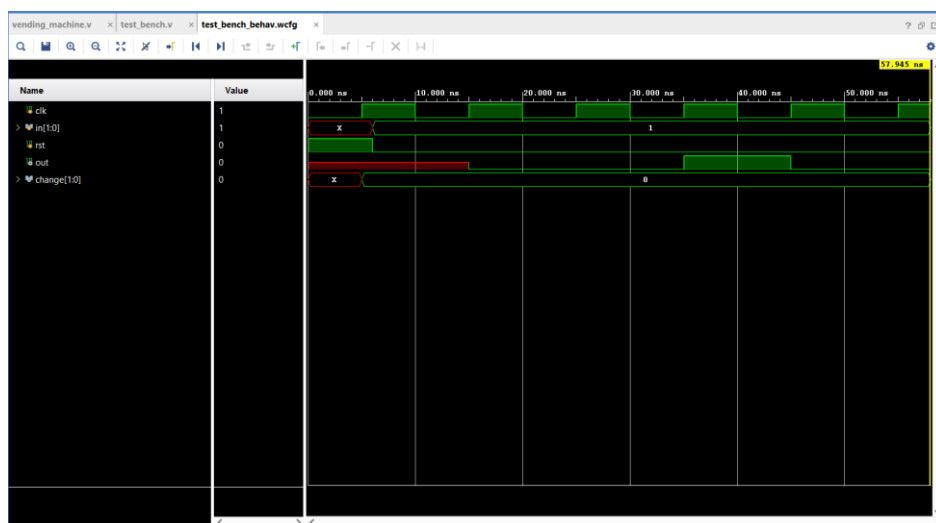 vending_machine.v × test_bench.v × test_bench_behav.wcfg ×
57.945 ns
Name Value
0.000 ns 10.000 ns 20.000 ns 30.000 ns 40.000 ns 50.000 ns
clk 1
in[1:0] 1 X 1
rst 0
out 0
change[1:0] 0 X 0